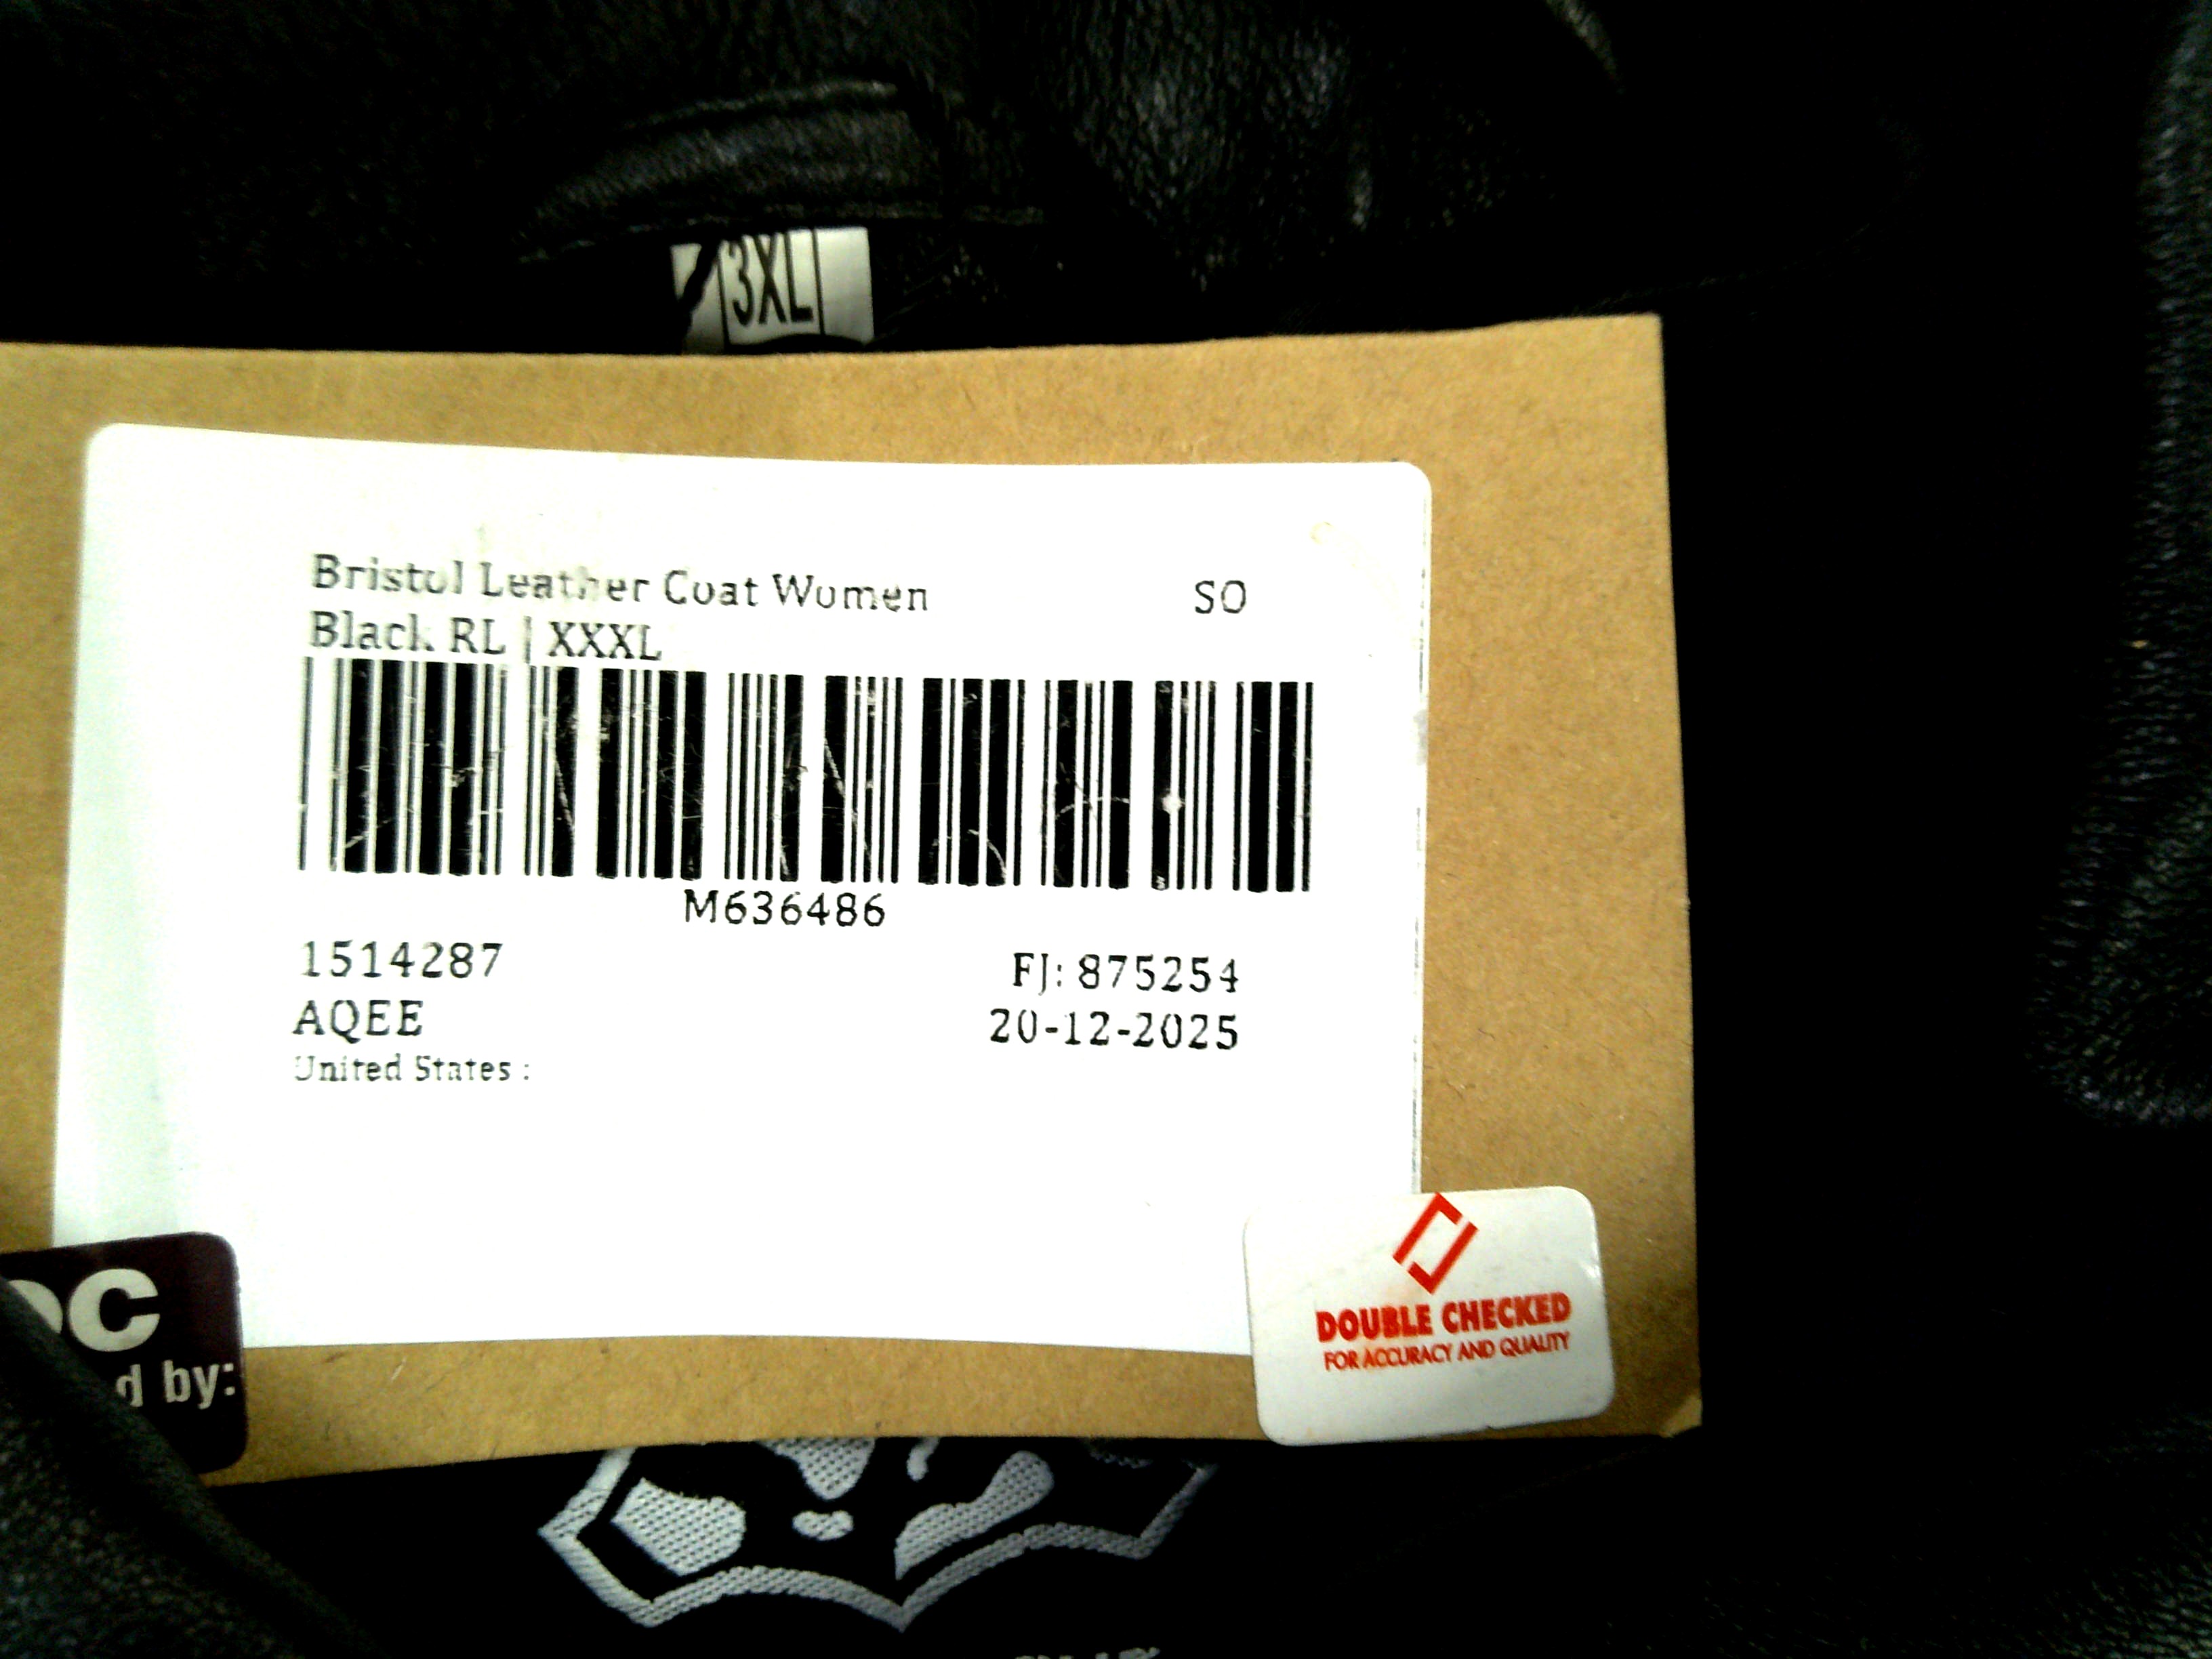 3XL
Bristol Leather Coat Women SO
Black RL | XXXL
M636486
1514287 FJ: 875254
AQEE 20-12-2025
United States :
DOUBLE CHECKED
FOR ACCURACY AND QUALITY
d by: